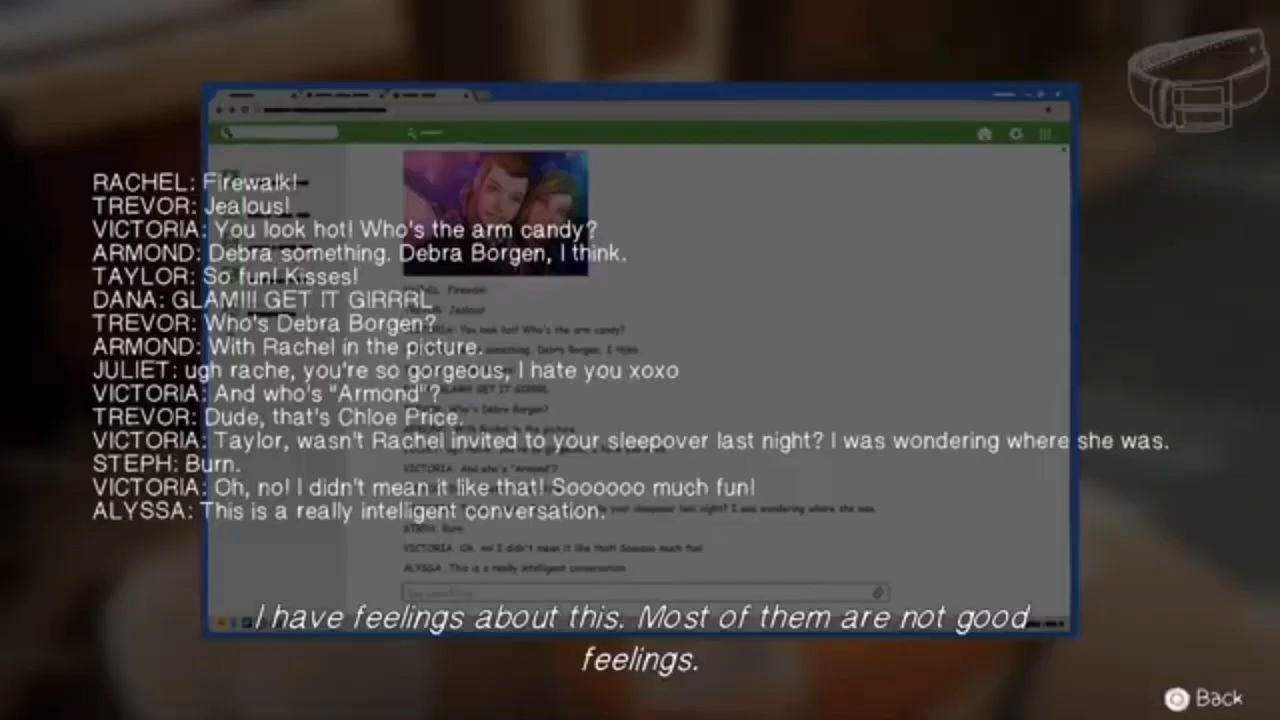 RACHEL: Firewalk!
TREVOR: Jealous!
VICTORIA: You look hot! Who's the arm candy?
ARMOND: Debra something. Debra Borgen, I think.
TAYLOR: So fun! Kisses!
DANA: GLAM!!! GET IT GIRRRL
TREVOR: Who's Debra Borgen?
ARMOND: With Rachel in the picture.
JULIET: ugh rache, you're so gorgeous, I hate you xoxo
VICTORIA: And who's "Armond"?
TREVOR: Dude, that's Chloe Price.
VICTORIA: Taylor, wasn't Rachel invited to your sleepover last night? I was wondering where she was.
STEPH: Burn.
VICTORIA: Oh, no! I didn't mean it like that! Soooooo much fun!
ALYSSA: This is a really intelligent conversation.
I have feelings about this. Most of them are not good
feelings.
Back